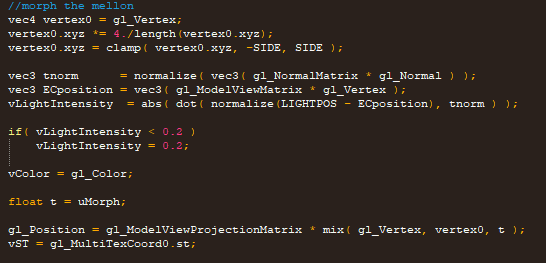 //morph the mellon
vec4 vertex0 = gl_Vertex;
vertex0.xyz *= 4./length(vertex0.xyz);
vertex0.xyz = clamp( vertex0.xyz, -SIDE, SIDE );
vec3 tnorm = normalize( vec3( gl_NormalMatrix * gl_Normal ) );
vec3 ECposition = vec3( gl_ModelViewMatrix * gl_Vertex );
vLightIntensity = abs( dot( normalize(LIGHTPOS - ECposition), tnorm ) );
if( vLightIntensity < 0.2 )
vLightIntensity = 0.2;
vColor = gl_Color;
float t = uMorph;
gl_Position = gl_ModelViewProjectionMatrix * mix( gl_Vertex, vertex0, t );
vST = gl_MultiTexCoord0.st;